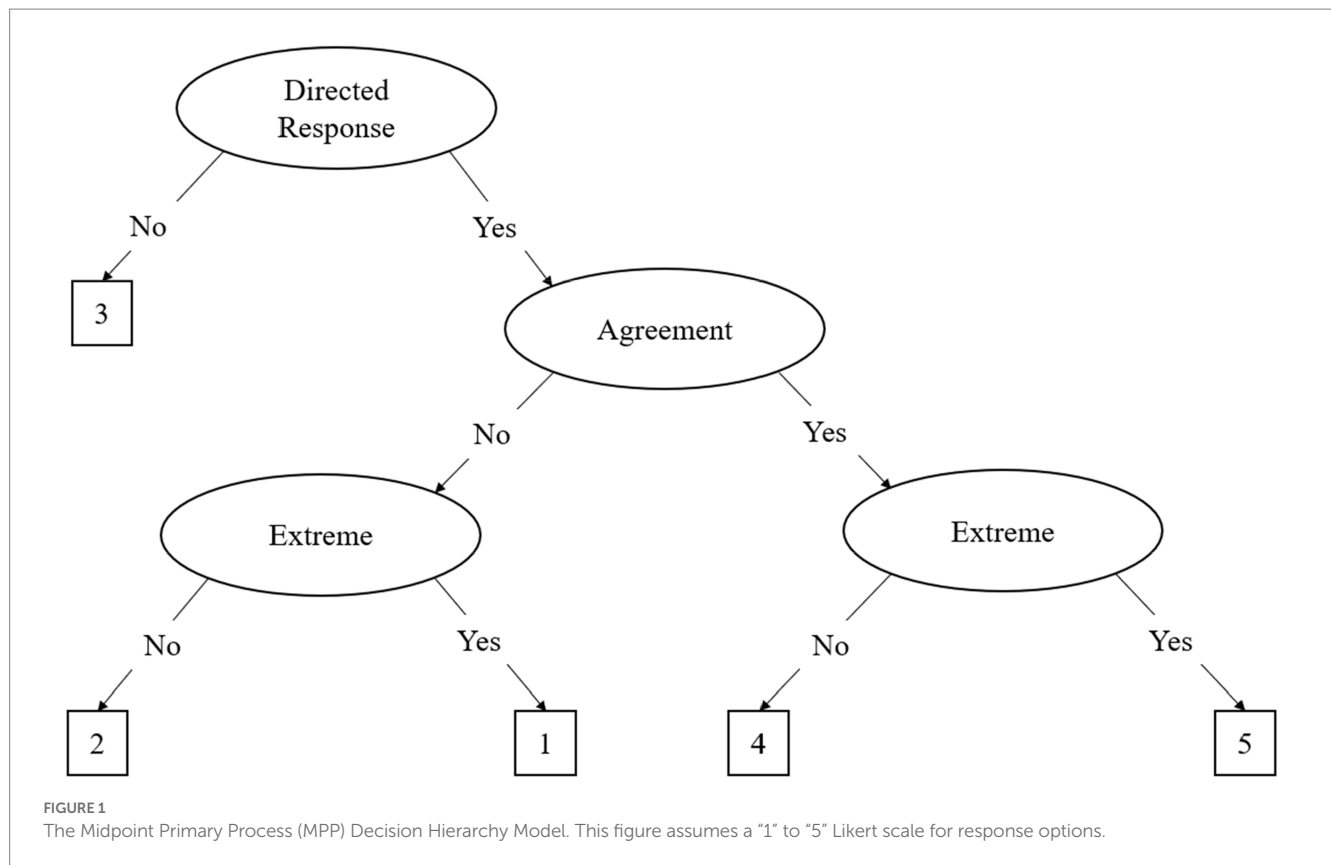 Directed
Response
No
Yes
3
Agreement
No
Yes
Extreme
Extreme
No
Yes
No
Yes
2
1
4
5
FIGURE 1
The Midpoint Primary Process (MPP) Decision Hierarchy Model. This figure assumes a “1” to “5” Likert scale for response options.